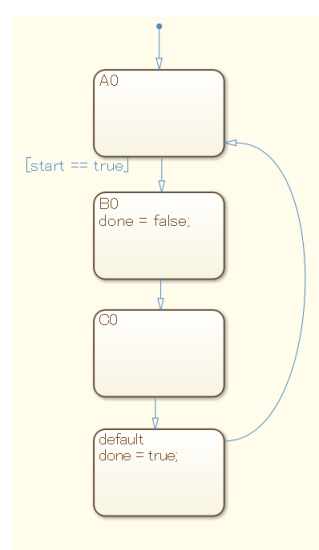 A0
[start == true]
B0
done = false;
C0
default
done = true;